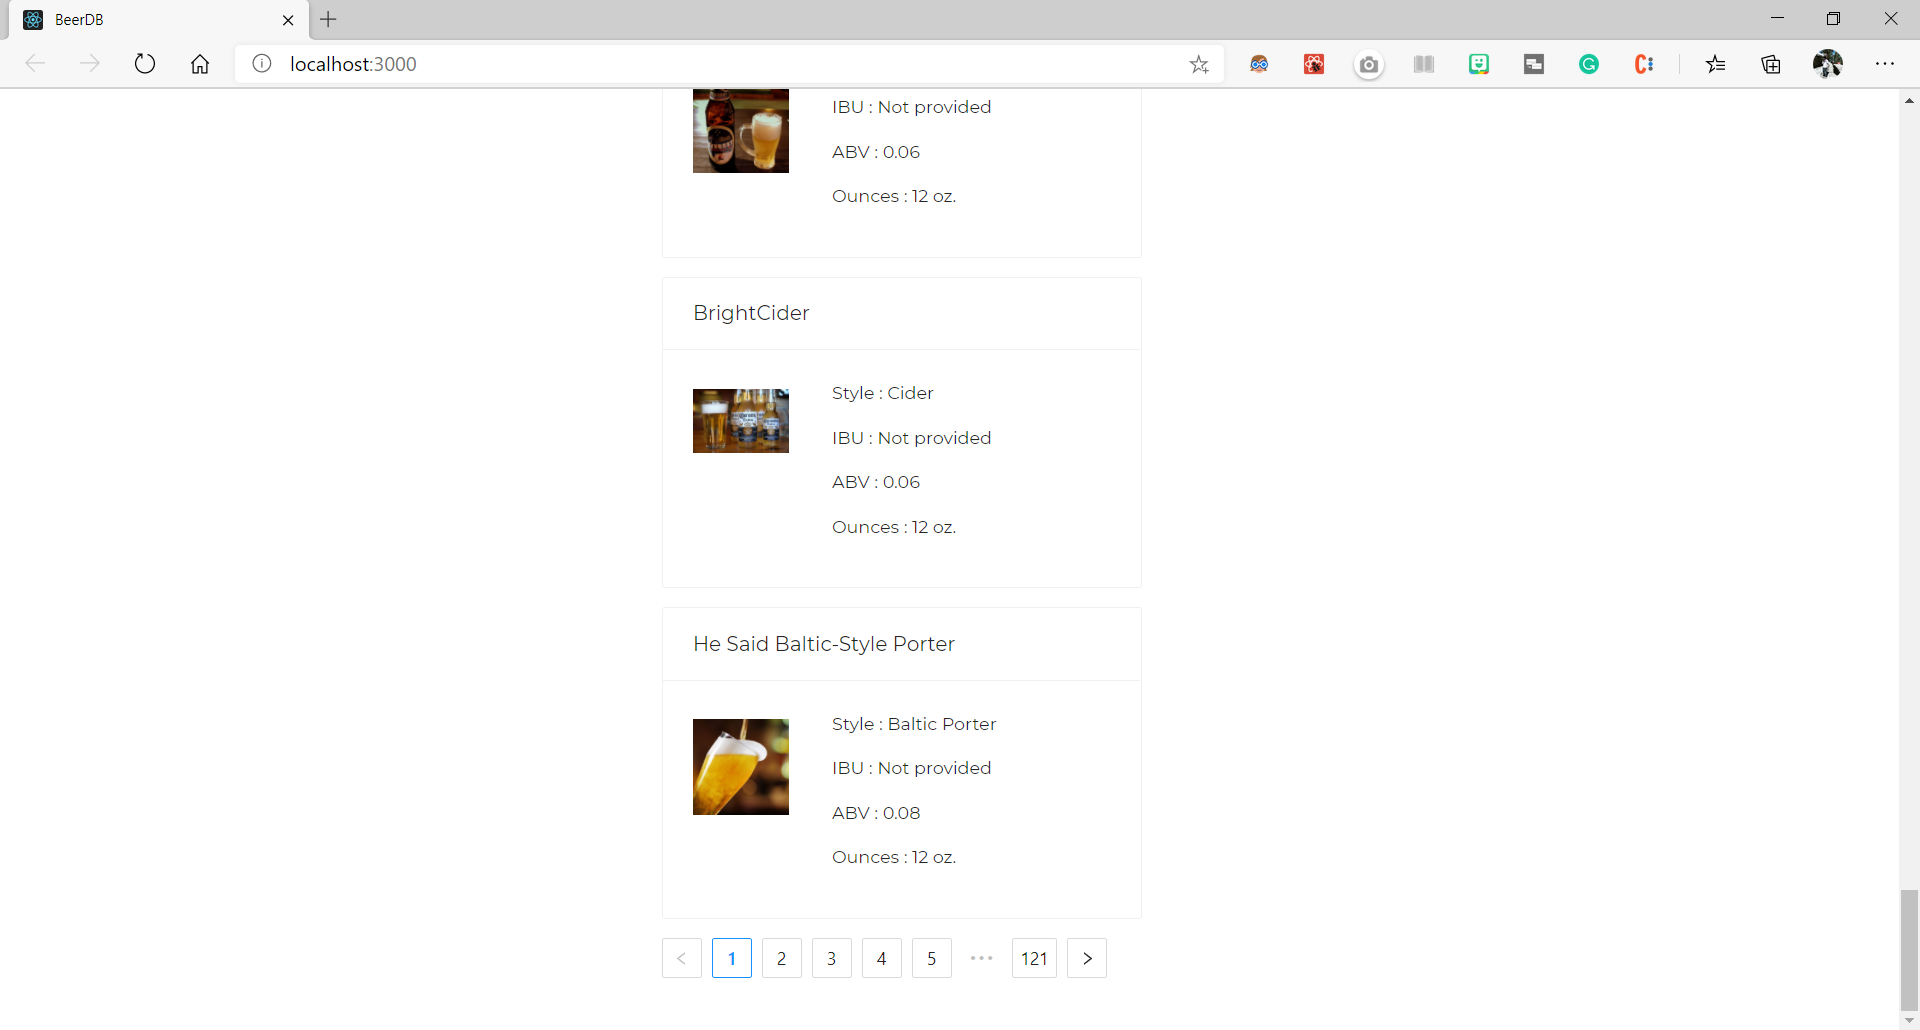 BeerDB
localhost:3000
IBU : Not provided
ABV : 0.06
Ounces : 12 oz.
BrightCider
Style : Cider
IBU : Not provided
ABV : 0.06
Ounces : 12 oz.
He Said Baltic-Style Porter
Style : Baltic Porter
IBU : Not provided
ABV : 0.08
Ounces : 12 oz.
< 1 2 3 4 5 ••• 121 >